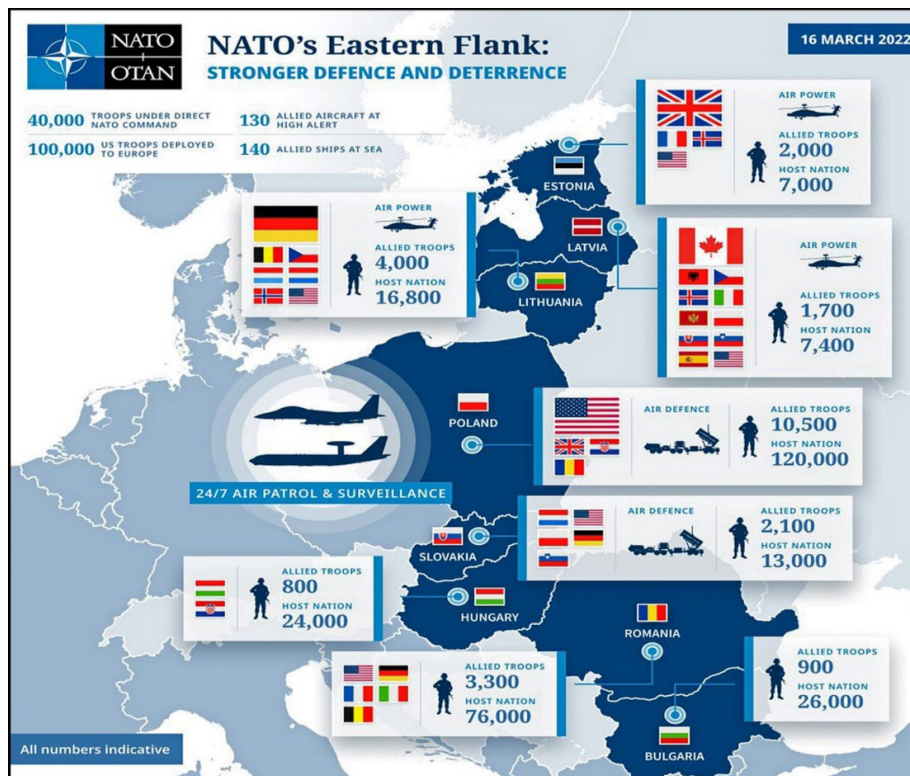 NATO
OTAN
NATO's Eastern Flank:
STRONGER DEFENCE AND DETERRENCE
16 MARCH 2022
40,000 TROOPS UNDER DIRECT
NATO COMMAND
130 ALLIED AIRCRAFT AT
HIGH ALERT
100,000 US TROOPS DEPLOYED
TO EUROPE
140 ALLIED SHIPS AT SEA
AIR POWER
ALLIED TROOPS
2,000
HOST NATION
7,000
ESTONIA
AIR POWER
ALLIED TROOPS
4,000
HOST NATION
16,800
LATVIA
LITHUANIA
AIR POWER
ALLIED TROOPS
1,700
HOST NATION
7,400
POLAND
AIR DEFENCE
ALLIED TROOPS
10,500
HOST NATION
120,000
24/7 AIR PATROL & SURVEILLANCE
SLOVAKIA
AIR DEFENCE
ALLIED TROOPS
2,100
HOST NATION
13,000
ALLIED TROOPS
800
HOST NATION
24,000
HUNGARY
ROMANIA
ALLIED TROOPS
3,300
HOST NATION
76,000
ALLIED TROOPS
900
HOST NATION
26,000
BULGARIA
All numbers indicative